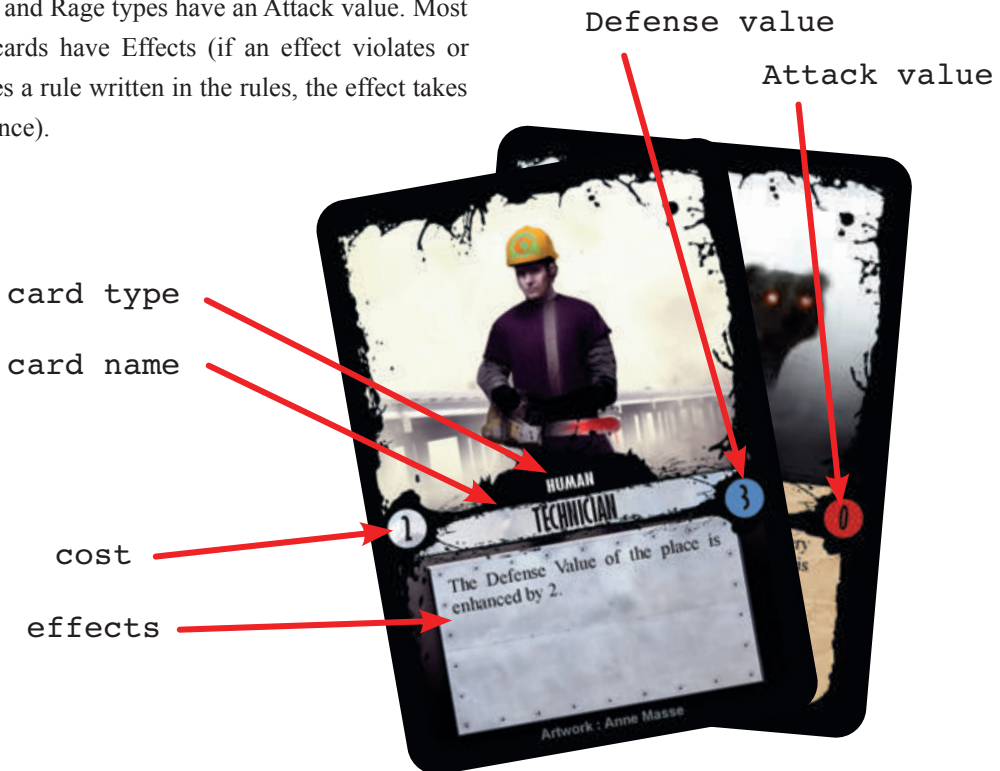 and Rage types have an Attack value. Most
cards have Effects (if an effect violates or
es a rule written in the rules, the effect takes
nce).
Defense value
Attack value
card type
card name
cost
effects
HUMAN
TECHNICIAN
1
3
0
The Defense Value of the place is
enhanced by 2.
ry
is
Artwork : Anne Masse